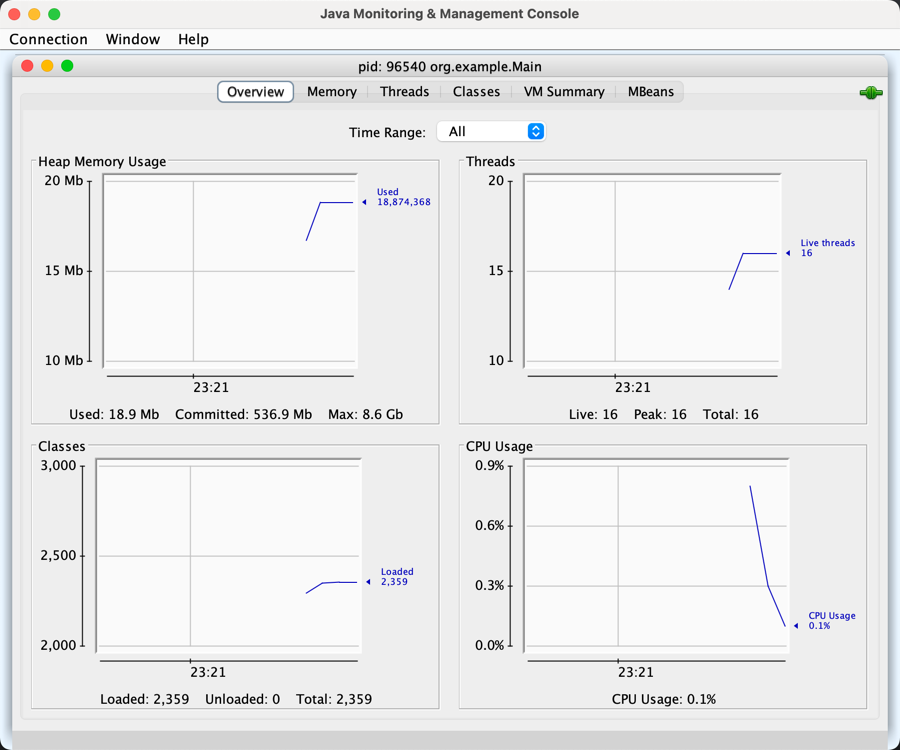 Java Monitoring & Management Console
Connection Window Help
pid: 96540 org.example.Main
Overview Memory Threads Classes VM Summary MBeans
Time Range: All
Heap Memory Usage
20 Mb
15 Mb
10 Mb
Used
18,874,368
23:21
Used: 18.9 Mb Committed: 536.9 Mb Max: 8.6 Gb
Threads
20
15
10
Live threads
16
23:21
Live: 16 Peak: 16 Total: 16
Classes
3,000
2,500
2,000
Loaded
2,359
23:21
Loaded: 2,359 Unloaded: 0 Total: 2,359
CPU Usage
0.9%
0.6%
0.3%
0.0%
CPU Usage
0.1%
23:21
CPU Usage: 0.1%